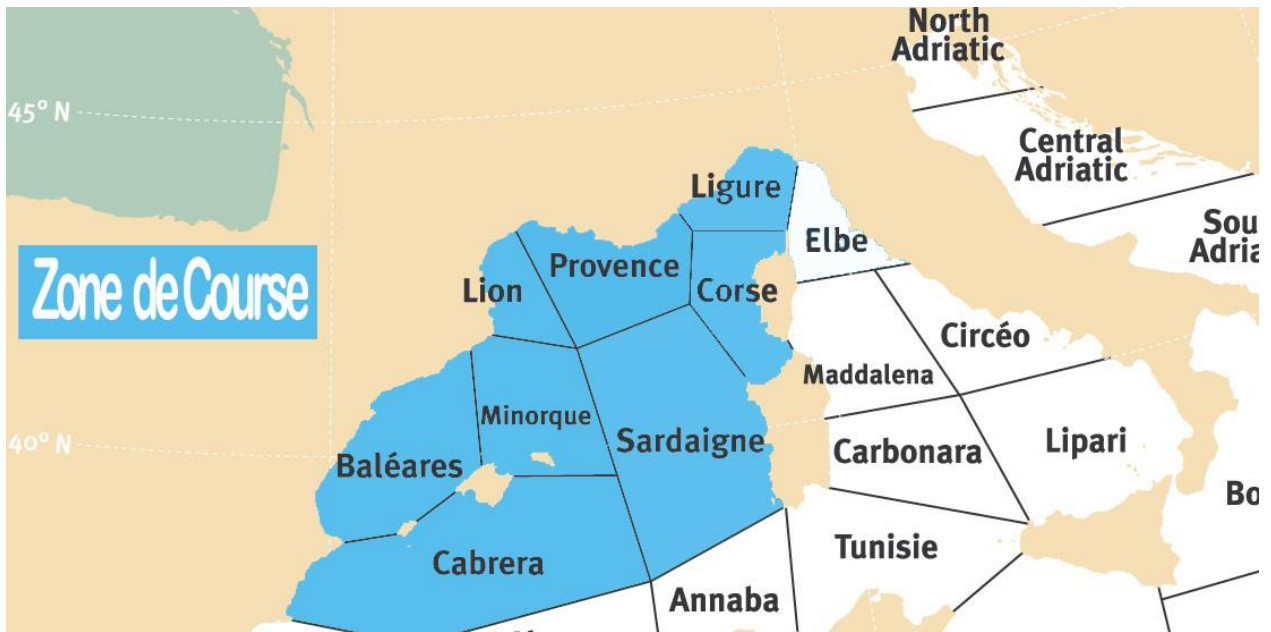 North
Adriatic
45° N
Central
Adriatic
Ligure
Sou
Adria
Elbe
Zone de Course
Provence
Lion
Corse
Circéo
Maddalena
Minorque
40° N
Sardaigne
Baléares
Carbonara
Lipari
Bo
Cabrera
Tunisie
Annaba